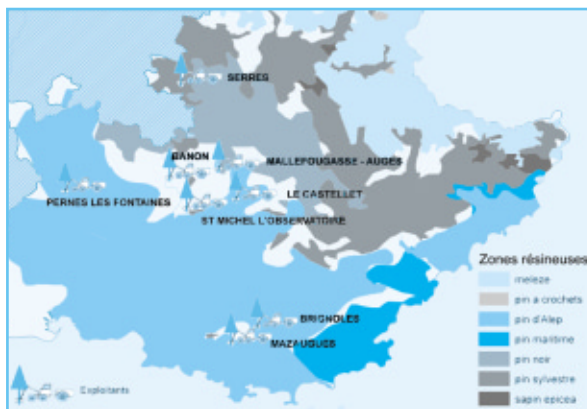 SERRES
BANON
MALLEFOUGASSE - AUGES
PERNES LES FONTAINES
LE CASTELLET
ST MICHEL L'OBSERVATOIRE
BRIGNOLES
MAZAUGUES
Zones résineuses
meleze
pin a crochets
pin d'Alep
pin maritime
pin noir
pin sylvestre
sapin epicea
Exploitants